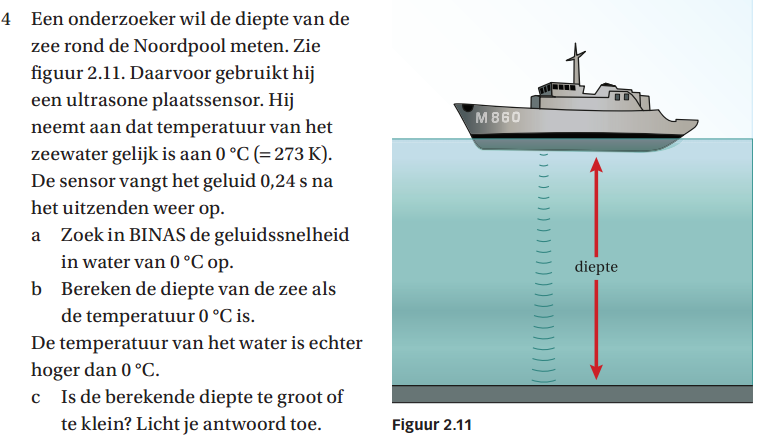 4 Een onderzoeker wil de diepte van de
zee rond de Noordpool meten. Zie
figuur 2.11. Daarvoor gebruikt hij
een ultrasone plaatssensor. Hij
neemt aan dat temperatuur van het
zeewater gelijk is aan 0 °C (= 273 K).
De sensor vangt het geluid 0,24 s na
het uitzenden weer op.
a Zoek in BINAS de geluidssnelheid
in water van 0 °C op.
b Bereken de diepte van de zee als
de temperatuur 0 °C is.
De temperatuur van het water is echter
hoger dan 0 °C.
c Is de berekende diepte te groot of
te klein? Licht je antwoord toe.
M 860
diepte
Figuur 2.11